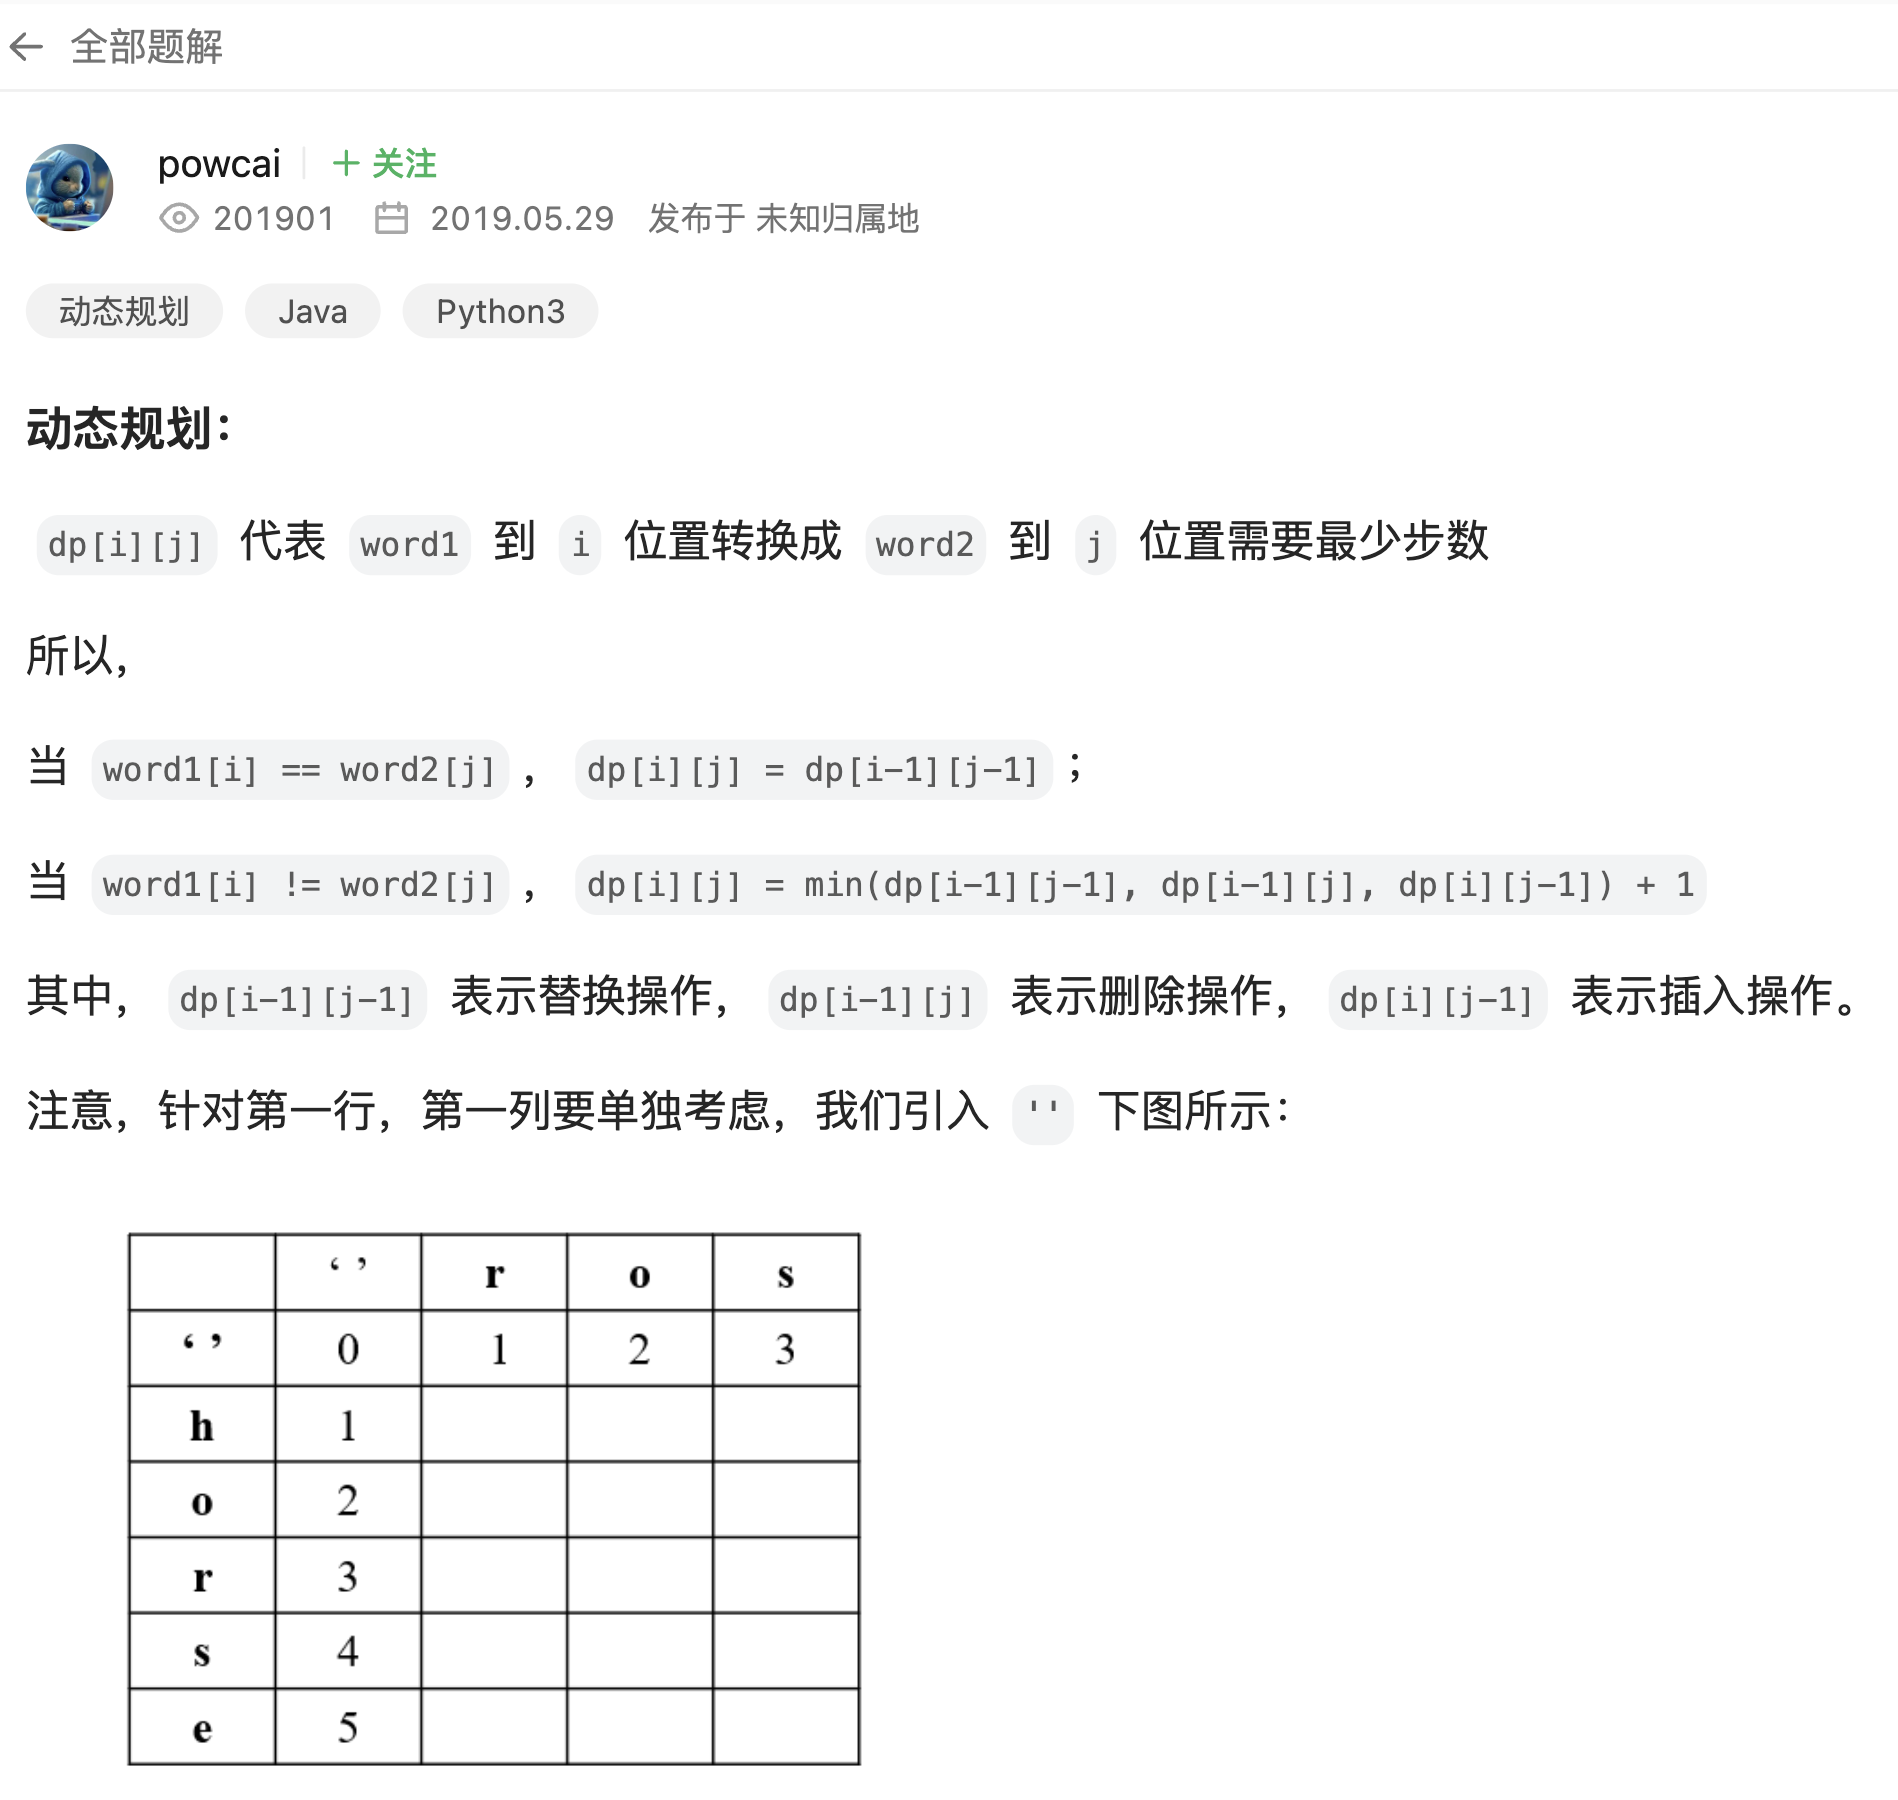 全部题解
powcai + 关注
201901 2019.05.29 发布于 未知归属地
动态规划 Java Python3
动态规划：
dp[i][j] 代表 word1 到 i 位置转换成 word2 到 j 位置需要最少步数
所以，
当 word1[i] == word2[j] ， dp[i][j] = dp[i-1][j-1] ；
当 word1[i] != word2[j] ， dp[i][j] = min(dp[i-1][j-1], dp[i-1][j], dp[i][j-1]) + 1
其中， dp[i-1][j-1] 表示替换操作， dp[i-1][j] 表示删除操作， dp[i][j-1] 表示插入操作。
注意，针对第一行，第一列要单独考虑，我们引入 '' 下图所示：
‘ ’ r o s
‘ ’ 0 1 2 3
h 1
o 2
r 3
s 4
e 5